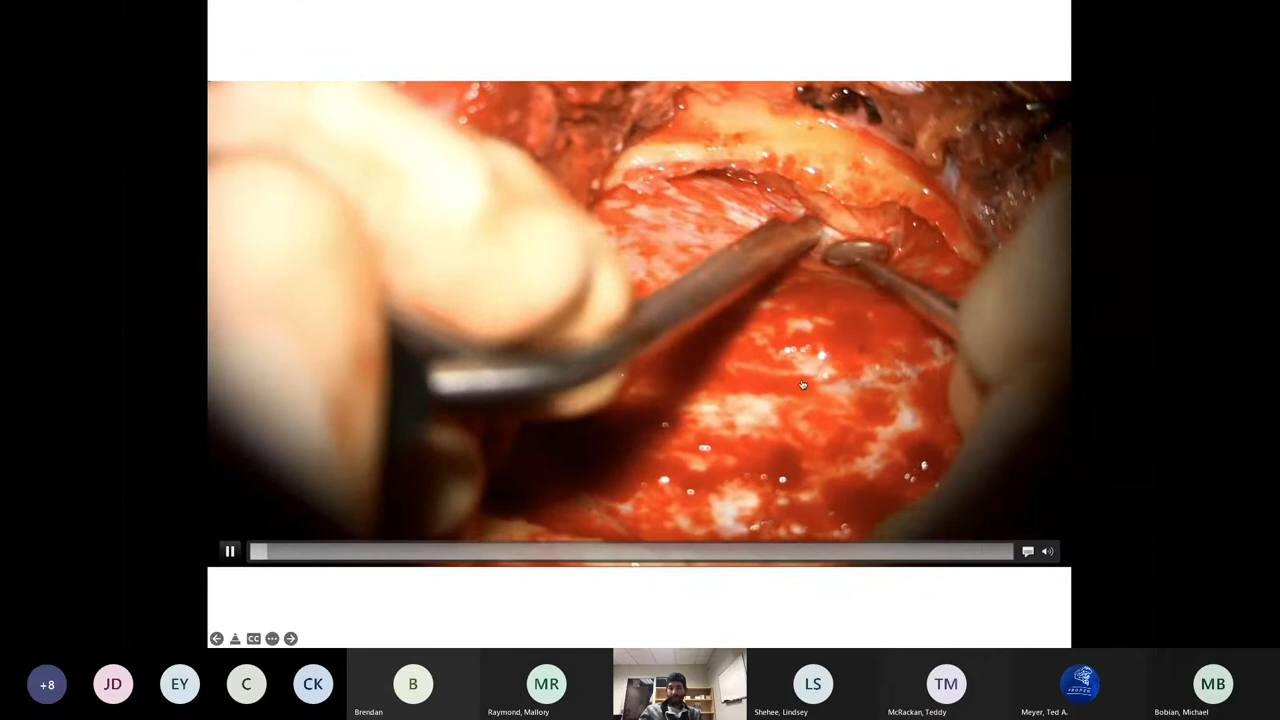 CC
+8
JD
EY
C
CK
B
Brendan
MR
Raymond, Mallory
LS
Shehee, Lindsey
TM
McRackan, Teddy
Meyer, Ted A.
MB
Bobian, Michael